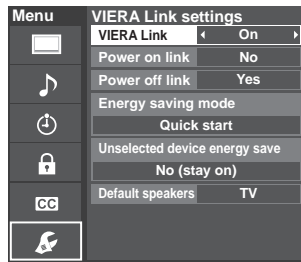 Menu
VIERA Link settings
VIERA Link On
Power on link No
Power off link Yes
Energy saving mode
Quick start
Unselected device energy save
No (stay on)
Default speakers TV
CC